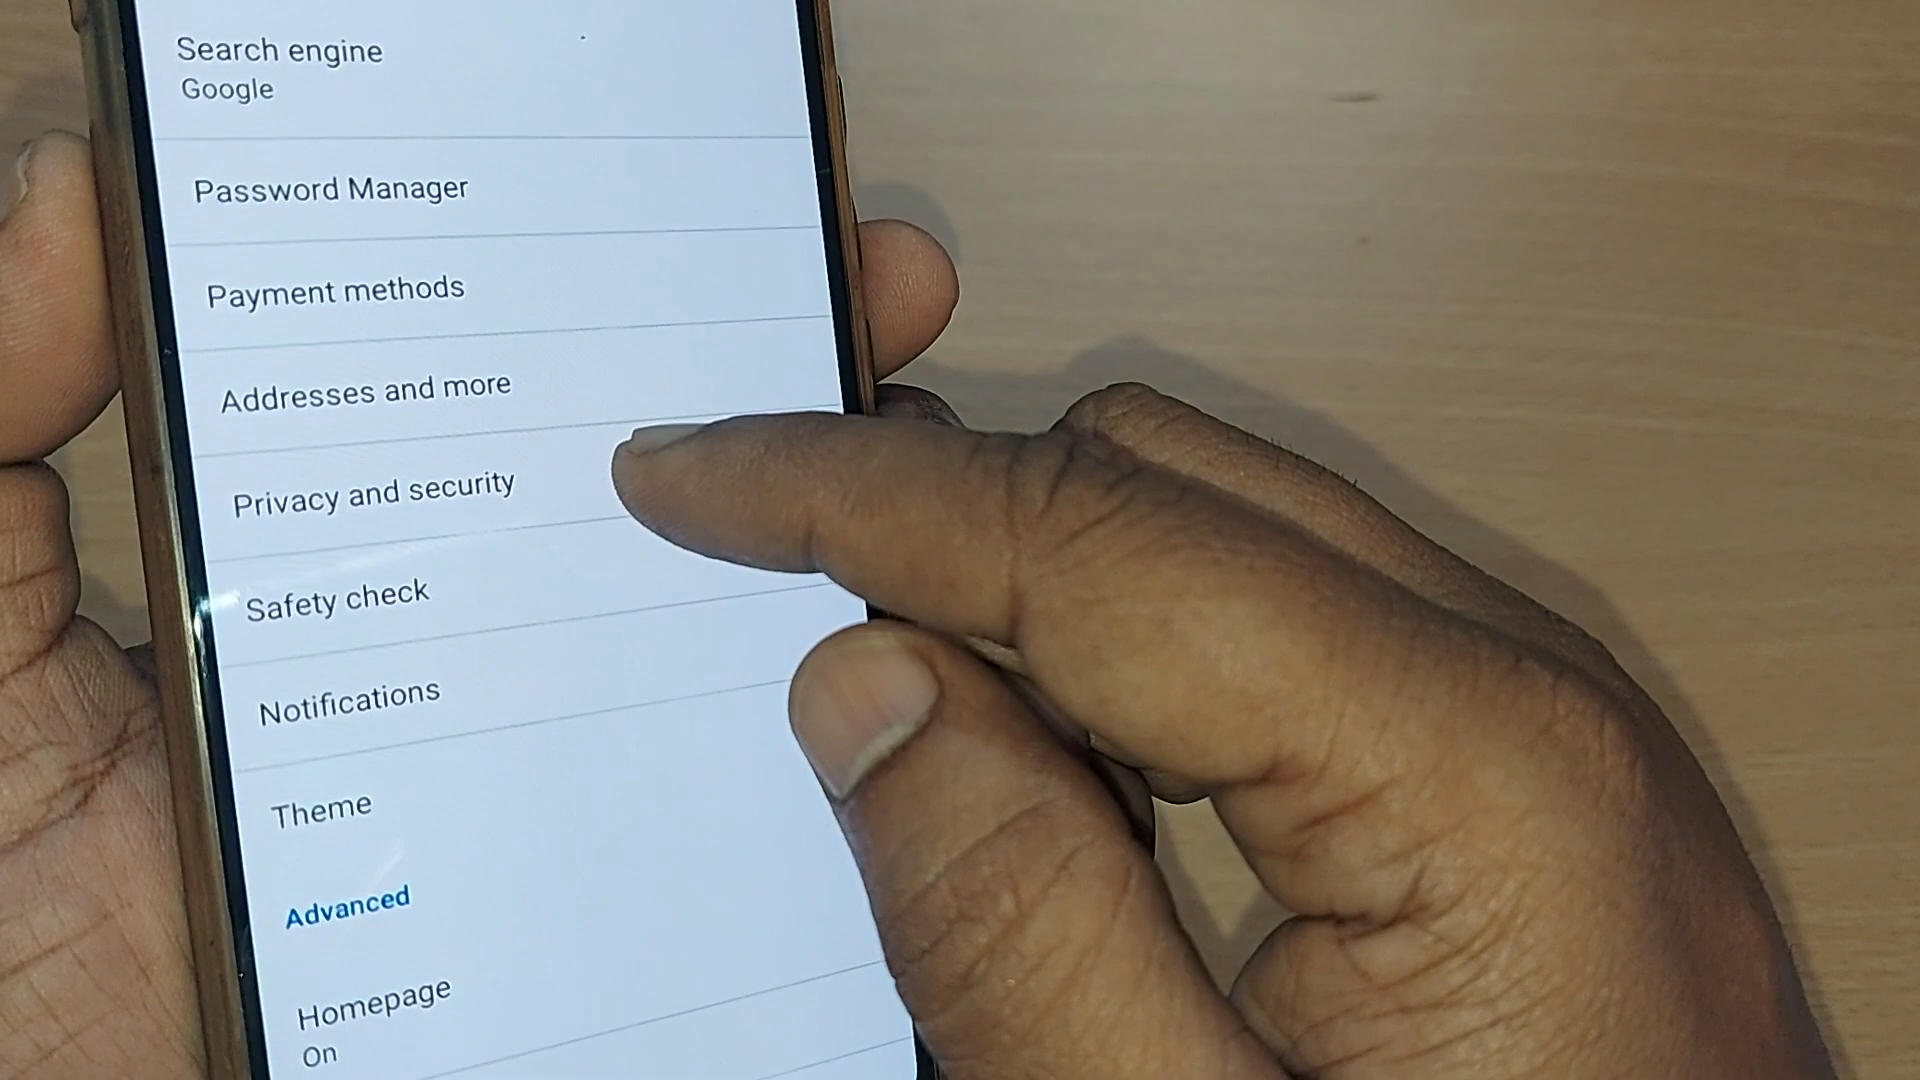 Search engine
Google
Password Manager
Payment methods
Addresses and more
Privacy and security
Safety check
Notifications
Theme
Advanced
Homepage
On